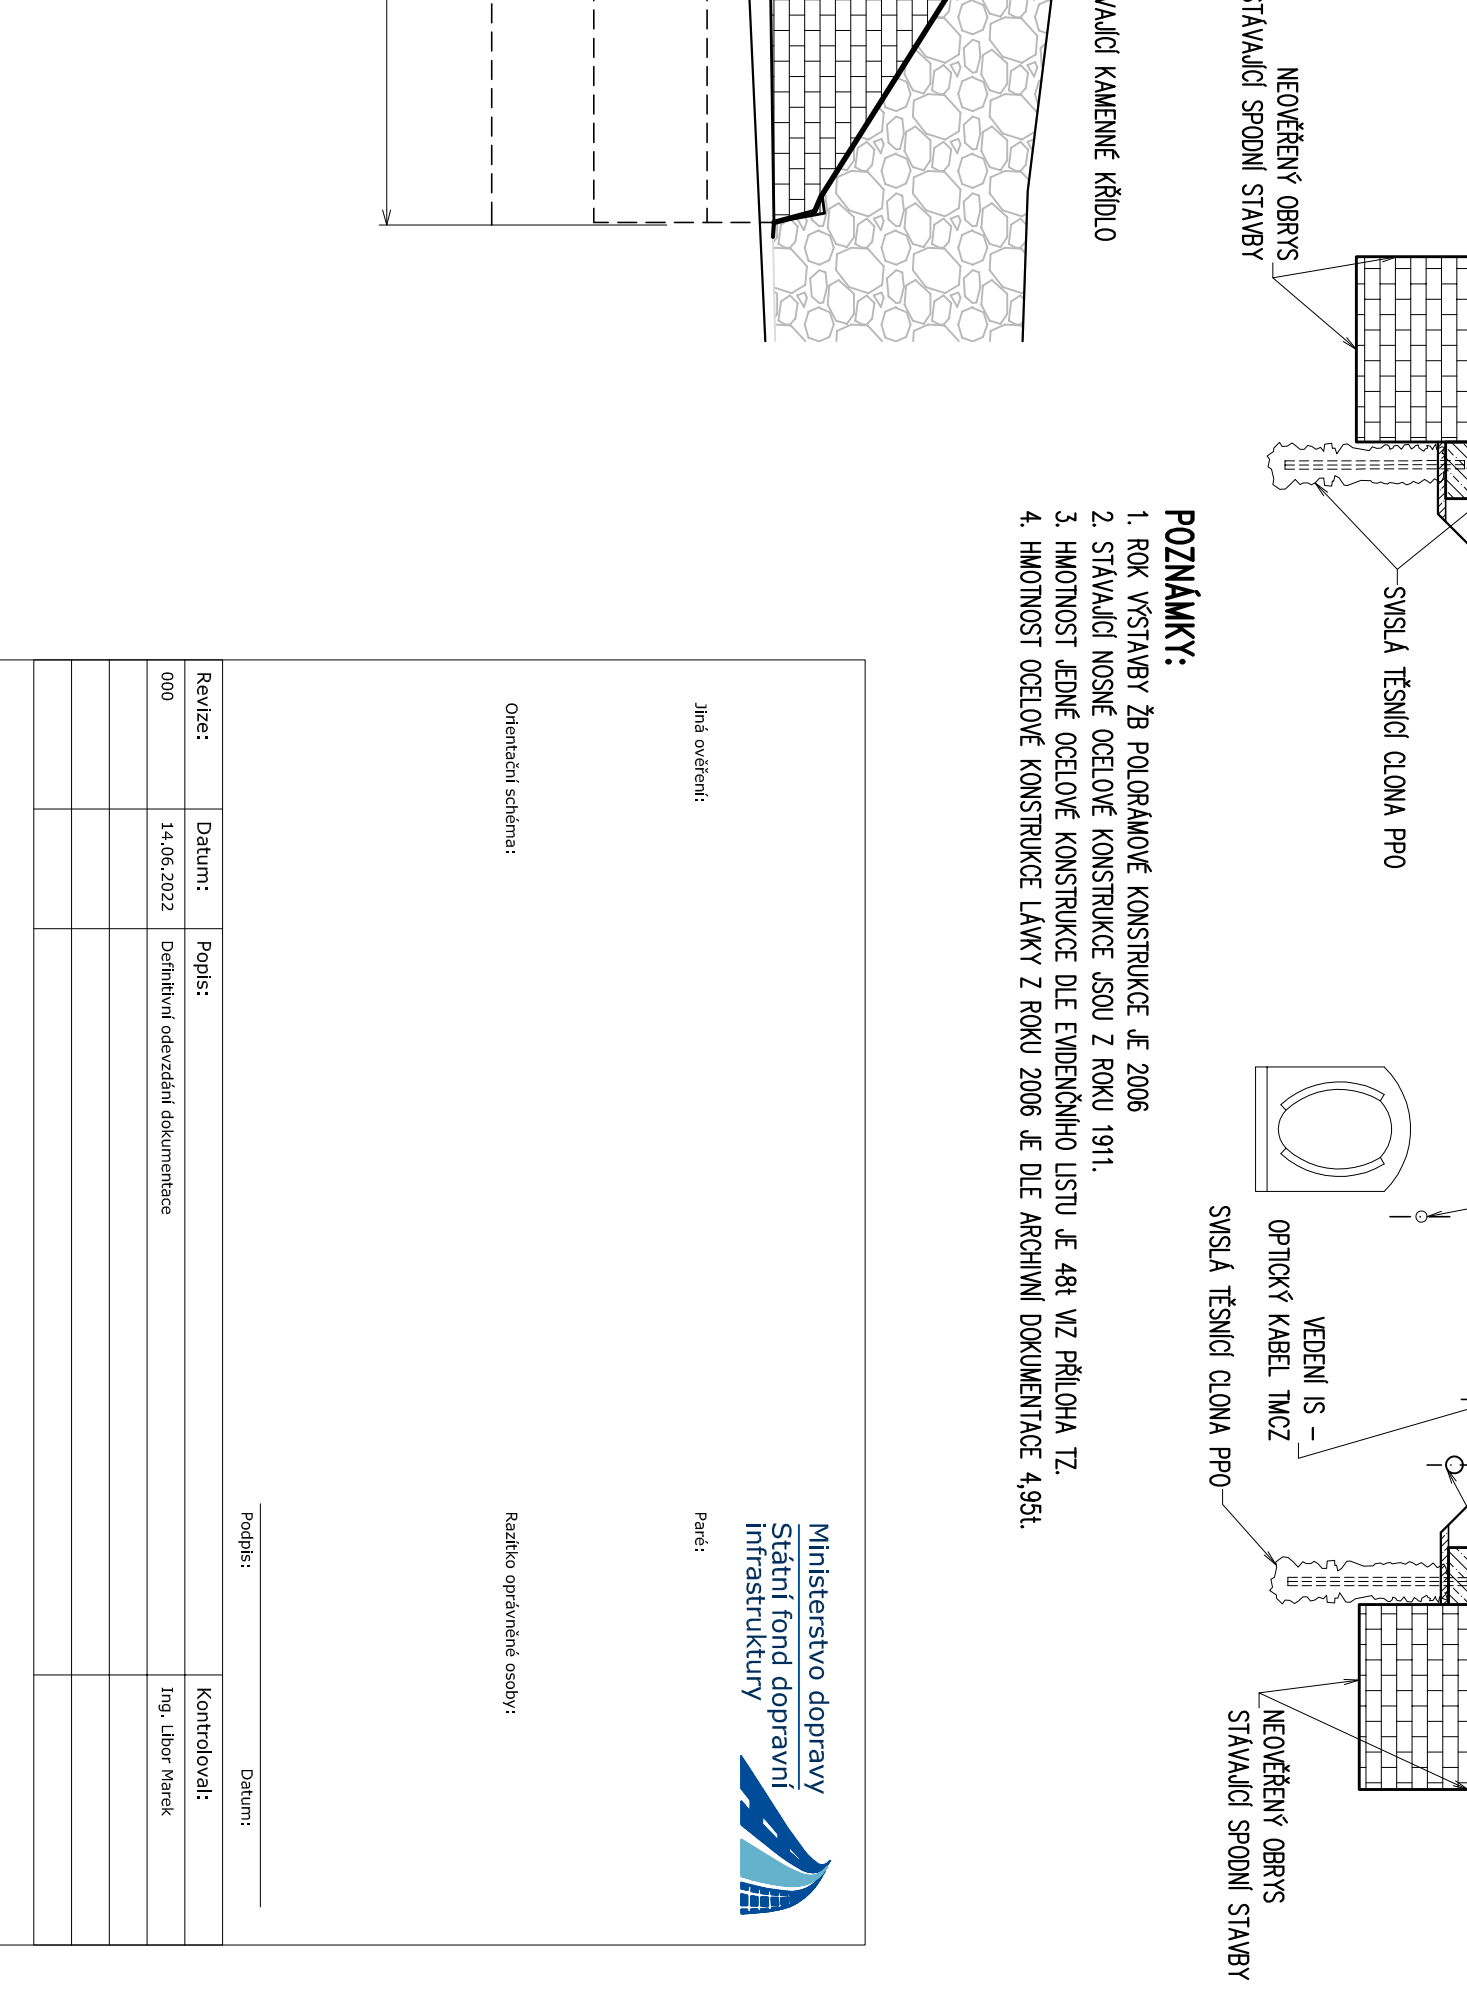 NEOVĚŘENÝ OBRYS
STÁVAJÍCÍ SPODNÍ STAVBY
VAJÍCÍ KAMENNÉ KŘÍDLO
SVISLÁ TĚSNÍCÍ CLONA PPO
VEDENÍ IS –
OPTICKÝ KABEL TMCZ
SVISLÁ TĚSNÍCÍ CLONA PPO
NEOVĚŘENÝ OBRYS
STÁVAJÍCÍ SPODNÍ STAVBY
POZNÁMKY:
1. ROK VÝSTAVBY ŽB POLORÁMOVÉ KONSTRUKCE JE 2006
2. STÁVAJÍCÍ NOSNÉ OCELOVÉ KONSTRUKCE JSOU Z ROKU 1911.
3. HMOTNOST JEDNÉ OCELOVÉ KONSTRUKCE DLE EVIDENČNÍHO LISTU JE 48t VIZ PŘÍLOHA TZ.
4. HMOTNOST OCELOVÉ KONSTRUKCE LÁVKY Z ROKU 2006 JE DLE ARCHIVNÍ DOKUMENTACE 4,95t.
Ministerstvo dopravy
Státní fond dopravní
infrastruktury
Jiná ověření: Paré:
Orientační schéma: Razítko oprávněné osoby:
Podpis: Datum:
Revize: Datum: Popis: Kontroloval:
000 14.06.2022 Definitivní odevzdání dokumentace Ing. Libor Marek